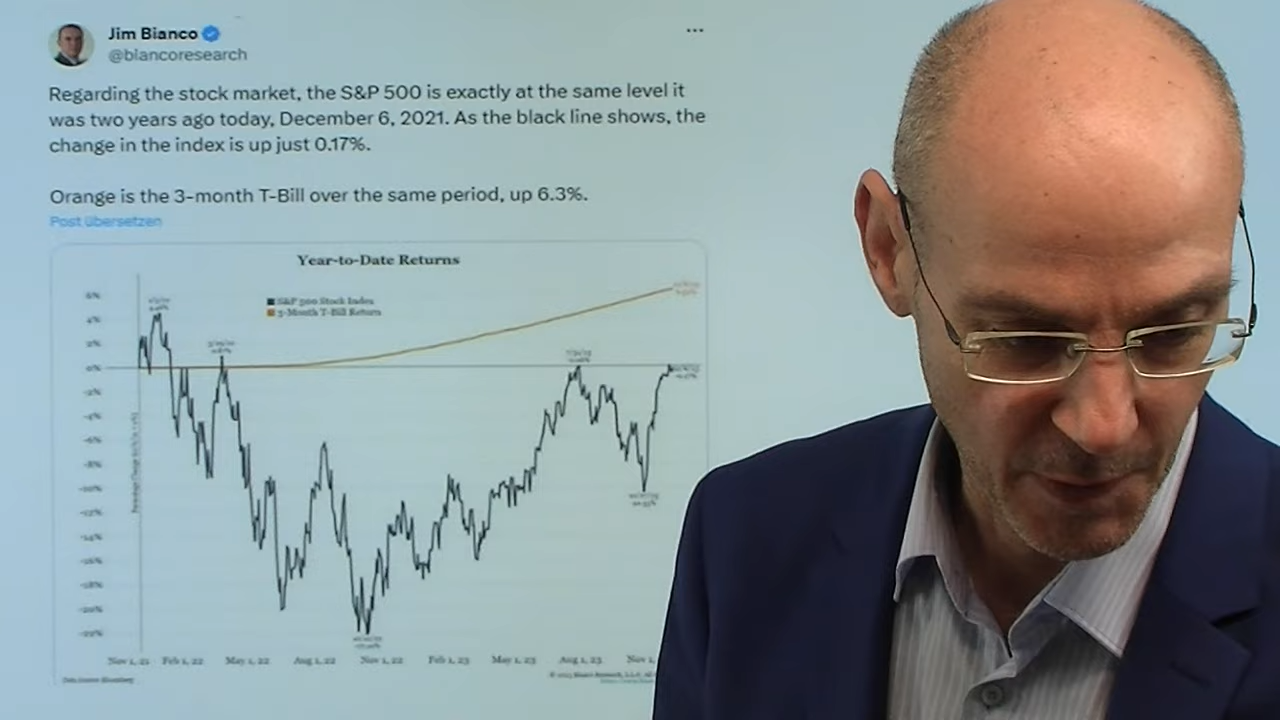 Jim Bianco
@biancoresearch
Regarding the stock market, the S&P 500 is exactly at the same level it
was two years ago today, December 6, 2021. As the black line shows, the
change in the index is up just 0.17%.
Orange is the 3-month T-Bill over the same period, up 6.3%.
Post übersetzen
Year-to-Date Returns
S&P 500 Stock Index
3-Month T-Bill Return
6%
4%
2%
0%
-2%
-4%
-6%
-8%
-10%
-12%
-14%
-16%
-18%
-20%
-22%
Nov 1, 21 Feb 1, 22 May 1, 22 Aug 1, 22 Nov 1, 22 Feb 1, 23 May 1, 23 Aug 1, 23 Nov 1,